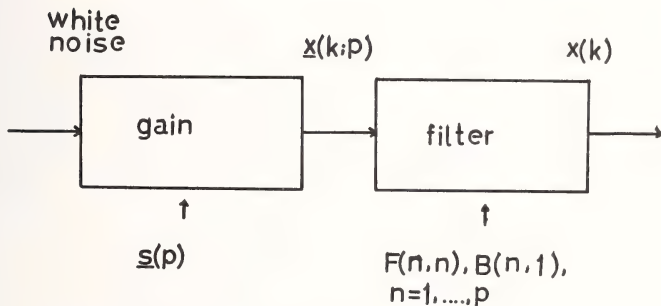 white
noise
x(k;p)
x(k)
gain
filter
s(p)
F(n,n), B(n,1),
n=1,....,p